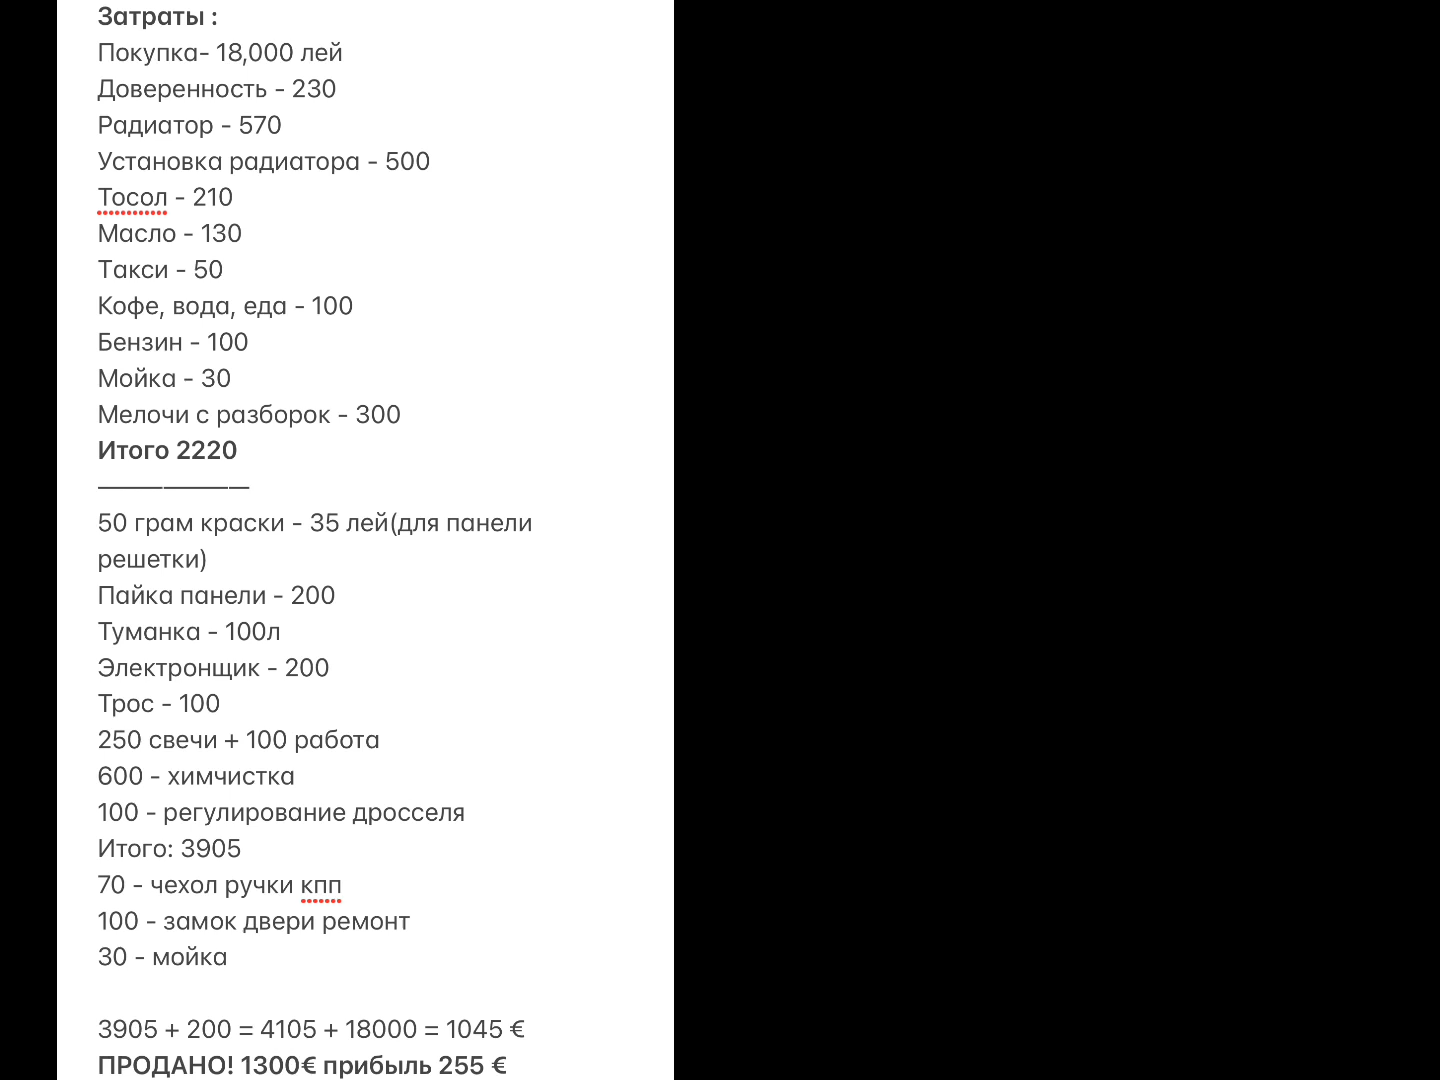 Затраты :
Покупка- 18,000 лей
Доверенность - 230
Радиатор - 570
Установка радиатора - 500
Тосол - 210
Масло - 130
Такси - 50
Кофе, вода, еда - 100
Бензин - 100
Мойка - 30
Мелочи с разборок - 300
Итого 2220
———————
50 грам краски - 35 лей(для панели
решетки)
Пайка панели - 200
Туманка - 100л
Электронщик - 200
Трос - 100
250 свечи + 100 работа
600 - химчистка
100 - регулирование дросселя
Итого: 3905
70 - чехол ручки кпп
100 - замок двери ремонт
30 - мойка
3905 + 200 = 4105 + 18000 = 1045 €
ПРОДАНО! 1300€ прибыль 255 €